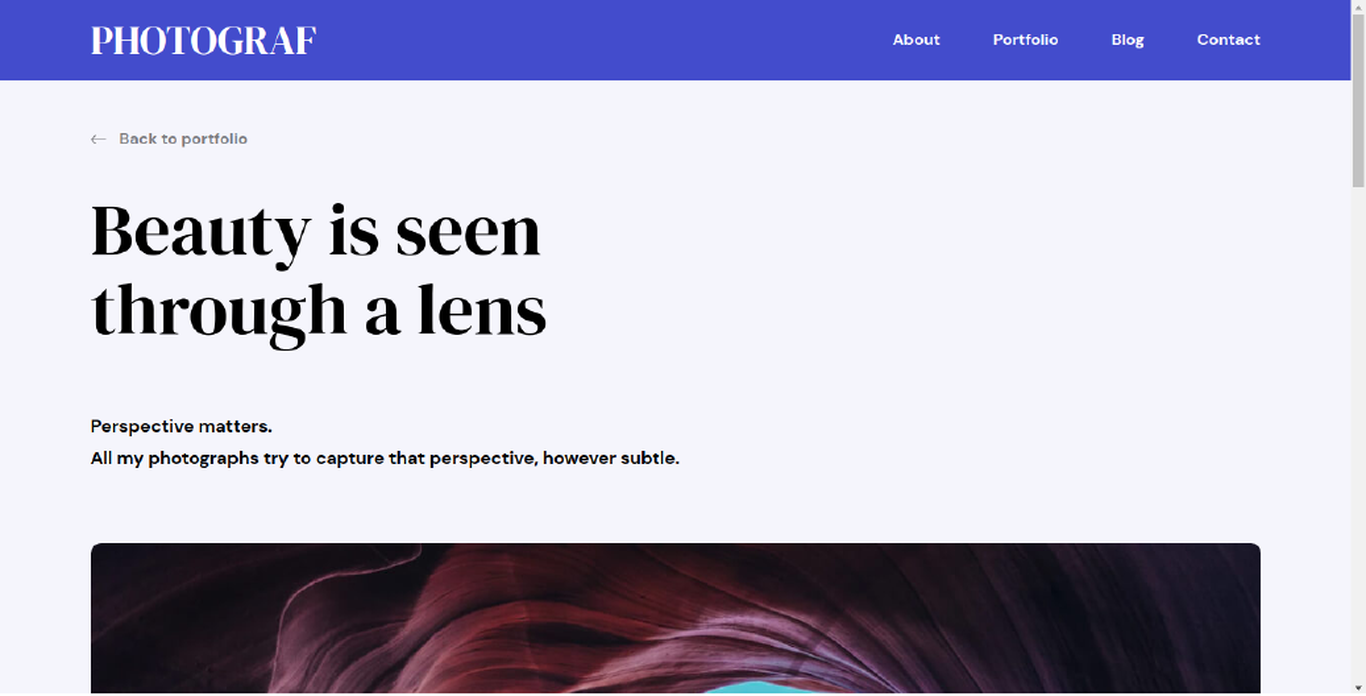 PHOTOGRAF
About Portfolio Blog Contact
← Back to portfolio
Beauty is seen
through a lens
Perspective matters.
All my photographs try to capture that perspective, however subtle.